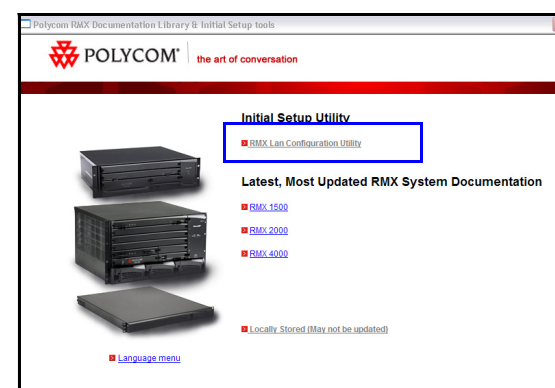 Polycom RMX Documentation Library & Initial Setup tools
POLYCOM® the art of conversation
Initial Setup Utility
RMX Lan Configuration Utility
Latest, Most Updated RMX System Documentation
RMX 1500
RMX 2000
RMX 4000
Locally Stored (May not be updated)
Language menu